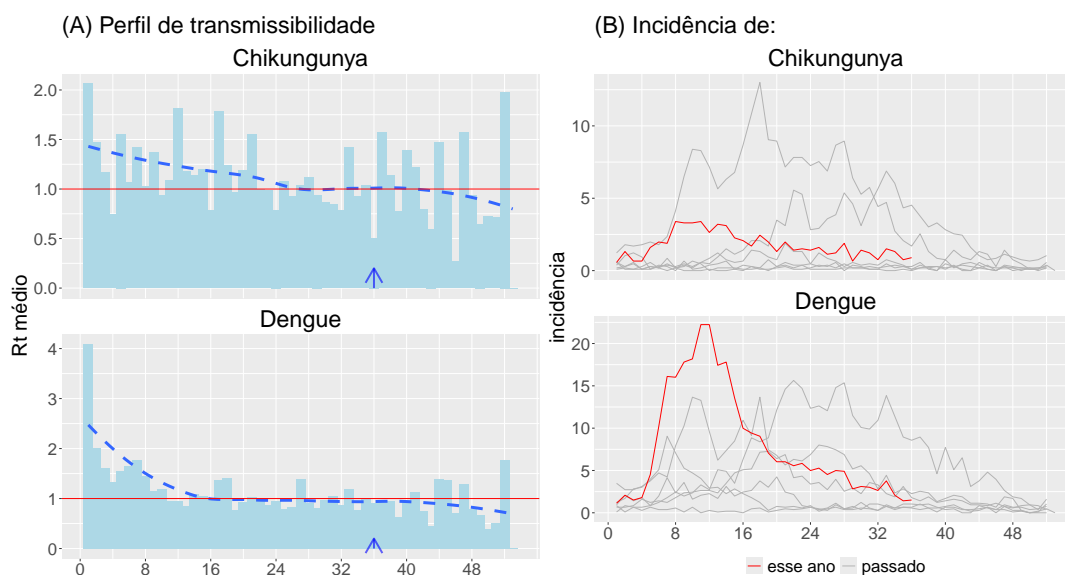 (A) Perfil de transmissibilidade
Chikungunya
2.0
1.5
1.0
0.5
0.0
Dengue
4
3
2
1
0
0 8 16 24 32 40 48
Rt médio
(B) Incidência de:
Chikungunya
10
5
0
Dengue
20
15
10
5
0
0 8 16 24 32 40 48
incidência
esse ano passado